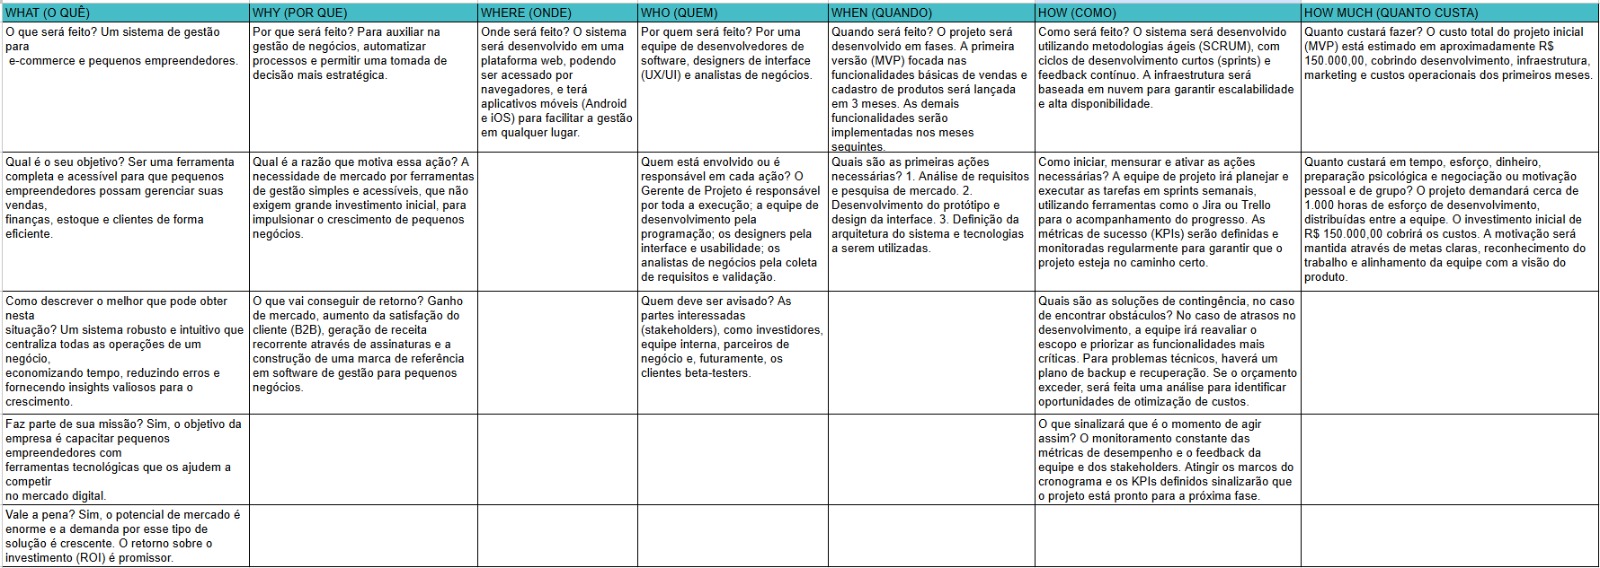 WHAT (O QUÊ)
WHY (POR QUE)
WHERE (ONDE)
WHO (QUEM)
WHEN (QUANDO)
HOW (COMO)
HOW MUCH (QUANTO CUSTA)
O que será feito? Um sistema de gestão
para
e-commerce e pequenos empreendedores.
Por que será feito? Para auxiliar na
gestão de negócios, automatizar
processos e permitir uma tomada de
decisão mais estratégica.
Onde será feito? O sistema
será desenvolvido em uma
plataforma web, podendo
ser acessado por
navegadores, e terá
aplicativos móveis (Android
e iOS) para facilitar a gestão
em qualquer lugar.
Por quem será feito? Por uma
equipe de desenvolvedores de
software, designers de interface
(UX/UI) e analistas de negócios.
Quando será feito? O projeto será
desenvolvido em fases. A primeira
versão (MVP) focada nas
funcionalidades básicas de vendas e
cadastro de produtos será lançada
em 3 meses. As demais
funcionalidades serão
implementadas nos meses
seguintes.
Como será feito? O sistema será desenvolvido
utilizando metodologias ágeis (SCRUM), com
ciclos de desenvolvimento curtos (sprints) e
feedback contínuo. A infraestrutura será
baseada em nuvem para garantir escalabilidade
e alta disponibilidade.
Quanto custará fazer? O custo total do projeto inicial
(MVP) está estimado em aproximadamente R$
150.000,00, cobrindo desenvolvimento, infraestrutura,
marketing e custos operacionais dos primeiros meses.
Qual é o seu objetivo? Ser uma ferramenta
completa e acessível para que pequenos
empreendedores possam gerenciar suas
vendas,
finanças, estoque e clientes de forma
eficiente.
Qual é a razão que motiva essa ação? A
necessidade de mercado por ferramentas
de gestão simples e acessíveis, que não
exigem grande investimento inicial, para
impulsionar o crescimento de pequenos
negócios.
Quem está envolvido ou é
responsável em cada ação? O
Gerente de Projeto é responsável
por toda a execução; a equipe de
desenvolvimento pela
programação; os designers pela
interface e usabilidade; os
analistas de negócios pela coleta
de requisitos e validação.
Quais são as primeiras ações
necessárias? 1. Análise de requisitos
e pesquisa de mercado. 2.
Desenvolvimento do protótipo e
design da interface. 3. Definição da
arquitetura do sistema e tecnologias
a serem utilizadas.
Como iniciar, mensurar e ativar as ações
necessárias? A equipe de projeto irá planejar e
executar as tarefas em sprints semanais,
utilizando ferramentas como o Jira ou Trello
para o acompanhamento do progresso. As
métricas de sucesso (KPIs) serão definidas e
monitoradas regularmente para garantir que o
projeto esteja no caminho certo.
Quanto custará em tempo, esforço, dinheiro,
preparação psicológica e negociação ou motivação
pessoal e de grupo? O projeto demandará cerca de
1.000 horas de esforço de desenvolvimento,
distribuídas entre a equipe. O investimento inicial de
R$ 150.000,00 cobrirá os custos. A motivação será
mantida através de metas claras, reconhecimento do
trabalho e alinhamento da equipe com a visão do
produto.
Como descrever o melhor que pode obter
nesta
situação? Um sistema robusto e intuitivo que
centraliza todas as operações de um
negócio,
economizando tempo, reduzindo erros e
fornecendo insights valiosos para o
crescimento.
O que vai conseguir de retorno? Ganho
de mercado, aumento da satisfação do
cliente (B2B), geração de receita
recorrente através de assinaturas e a
construção de uma marca de referência
em software de gestão para pequenos
negócios.
Quem deve ser avisado? As
partes interessadas
(stakeholders), como investidores,
equipe interna, parceiros de
negócio e, futuramente, os
clientes beta-testers.
Quais são as soluções de contingência, no caso
de encontrar obstáculos? No caso de atrasos no
desenvolvimento, a equipe irá reavaliar o
escopo e priorizar as funcionalidades mais
críticas. Para problemas técnicos, haverá um
plano de backup e recuperação. Se o orçamento
exceder, será feita uma análise para identificar
oportunidades de otimização de custos.
Faz parte de sua missão? Sim, o objetivo da
empresa é capacitar pequenos
empreendedores com
ferramentas tecnológicas que os ajudem a
competir
no mercado digital.
O que sinalizará que é o momento de agir
assim? O monitoramento constante das
métricas de desempenho e o feedback da
equipe e dos stakeholders. Atingir os marcos do
cronograma e os KPIs definidos sinalizarão que
o projeto está pronto para a próxima fase.
Vale a pena? Sim, o potencial de mercado é
enorme e a demanda por esse tipo de
solução é crescente. O retorno sobre o
investimento (ROI) é promissor.